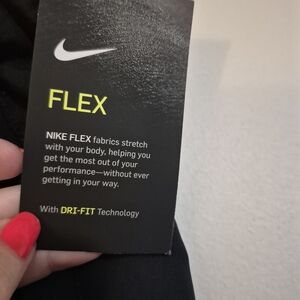 FLEX
NIKE FLEX fabrics stretch
with your body, helping you
get the most out of your
performance—without ever
getting in your way.
With DRI-FIT Technology